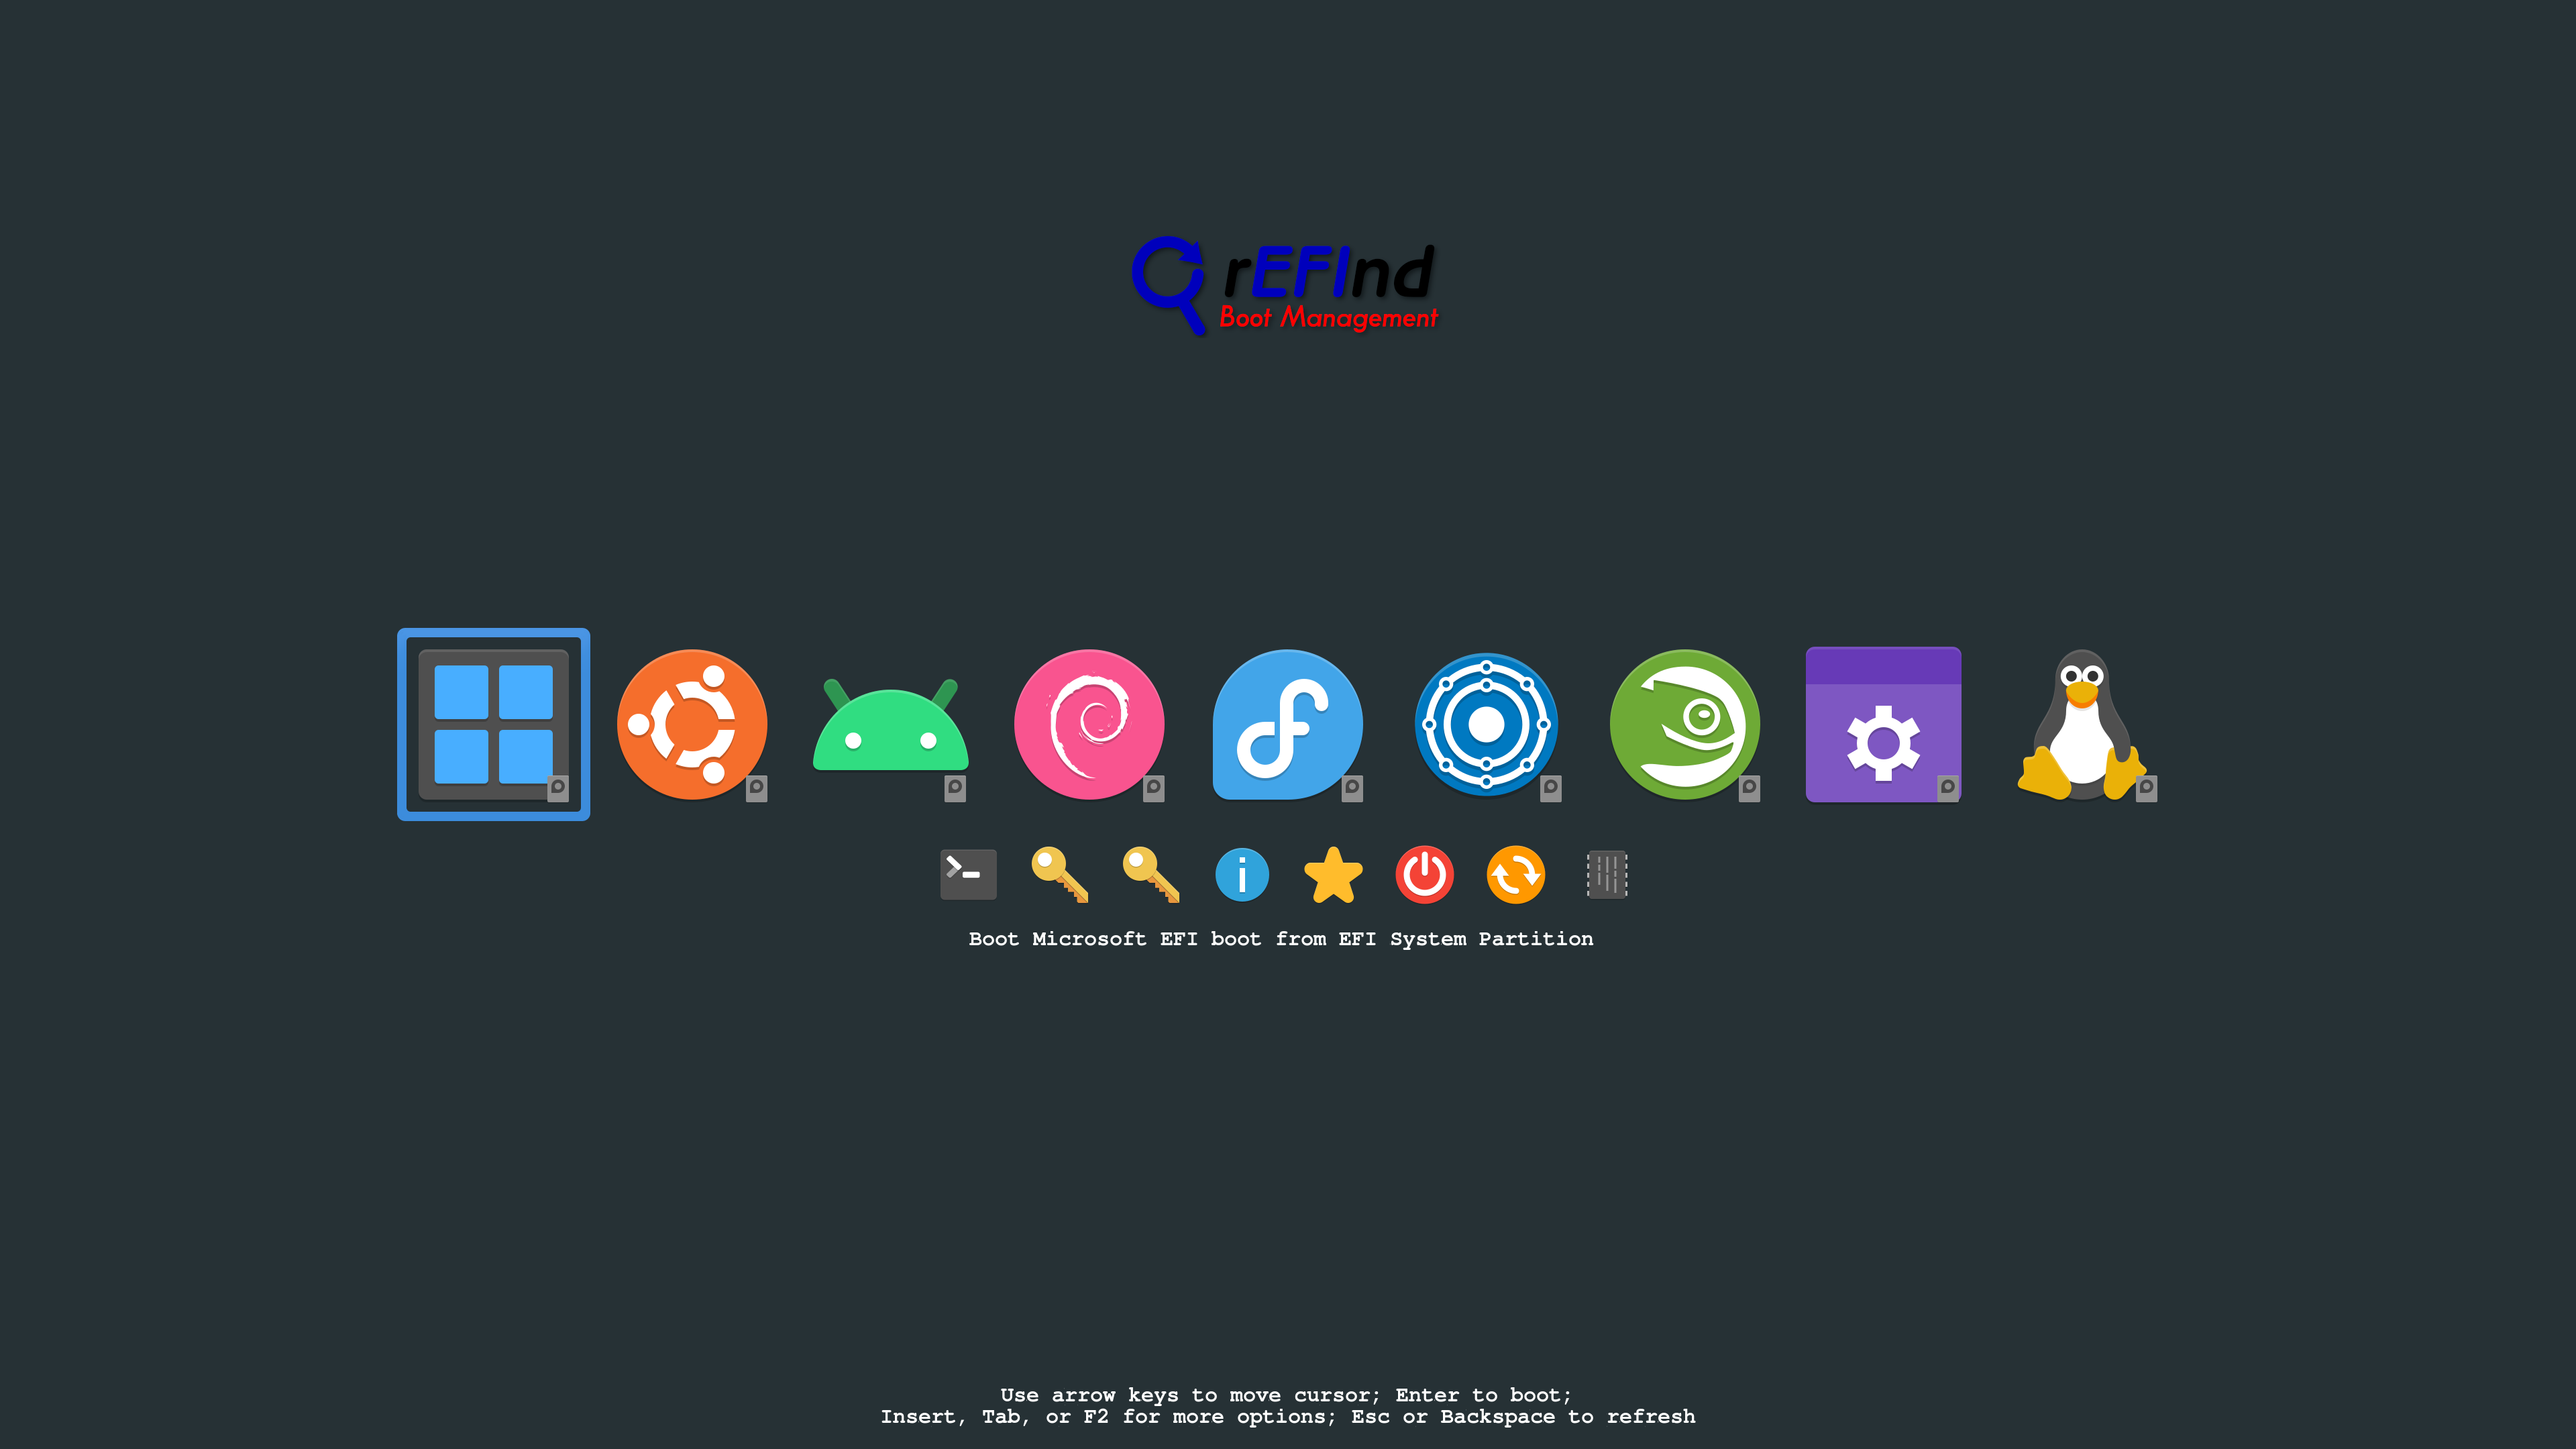 rEFInd
Boot Management
Boot Microsoft EFI boot from EFI System Partition
Use arrow keys to move cursor; Enter to boot;
Insert, Tab, or F2 for more options; Esc or Backspace to refresh